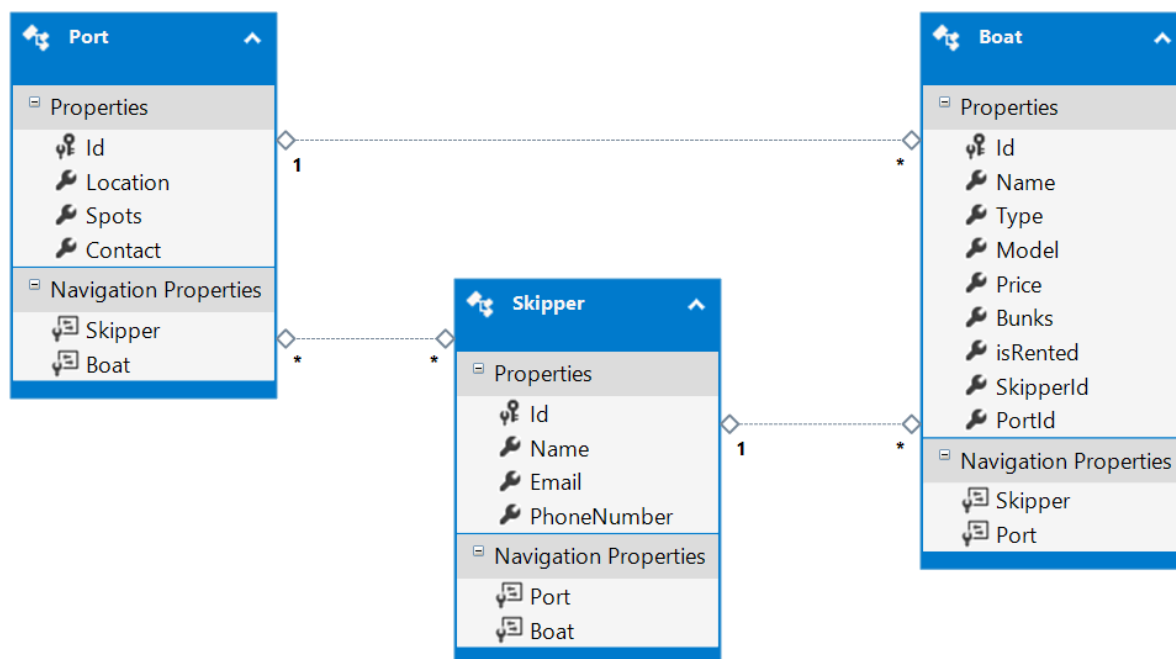 Port
Properties
Id
Location
Spots
Contact
Navigation Properties
Skipper
Boat
1
*
*
*
Skipper
Properties
Id
Name
Email
PhoneNumber
Navigation Properties
Port
Boat
1
*
Boat
Properties
Id
Name
Type
Model
Price
Bunks
isRented
SkipperId
PortId
Navigation Properties
Skipper
Port